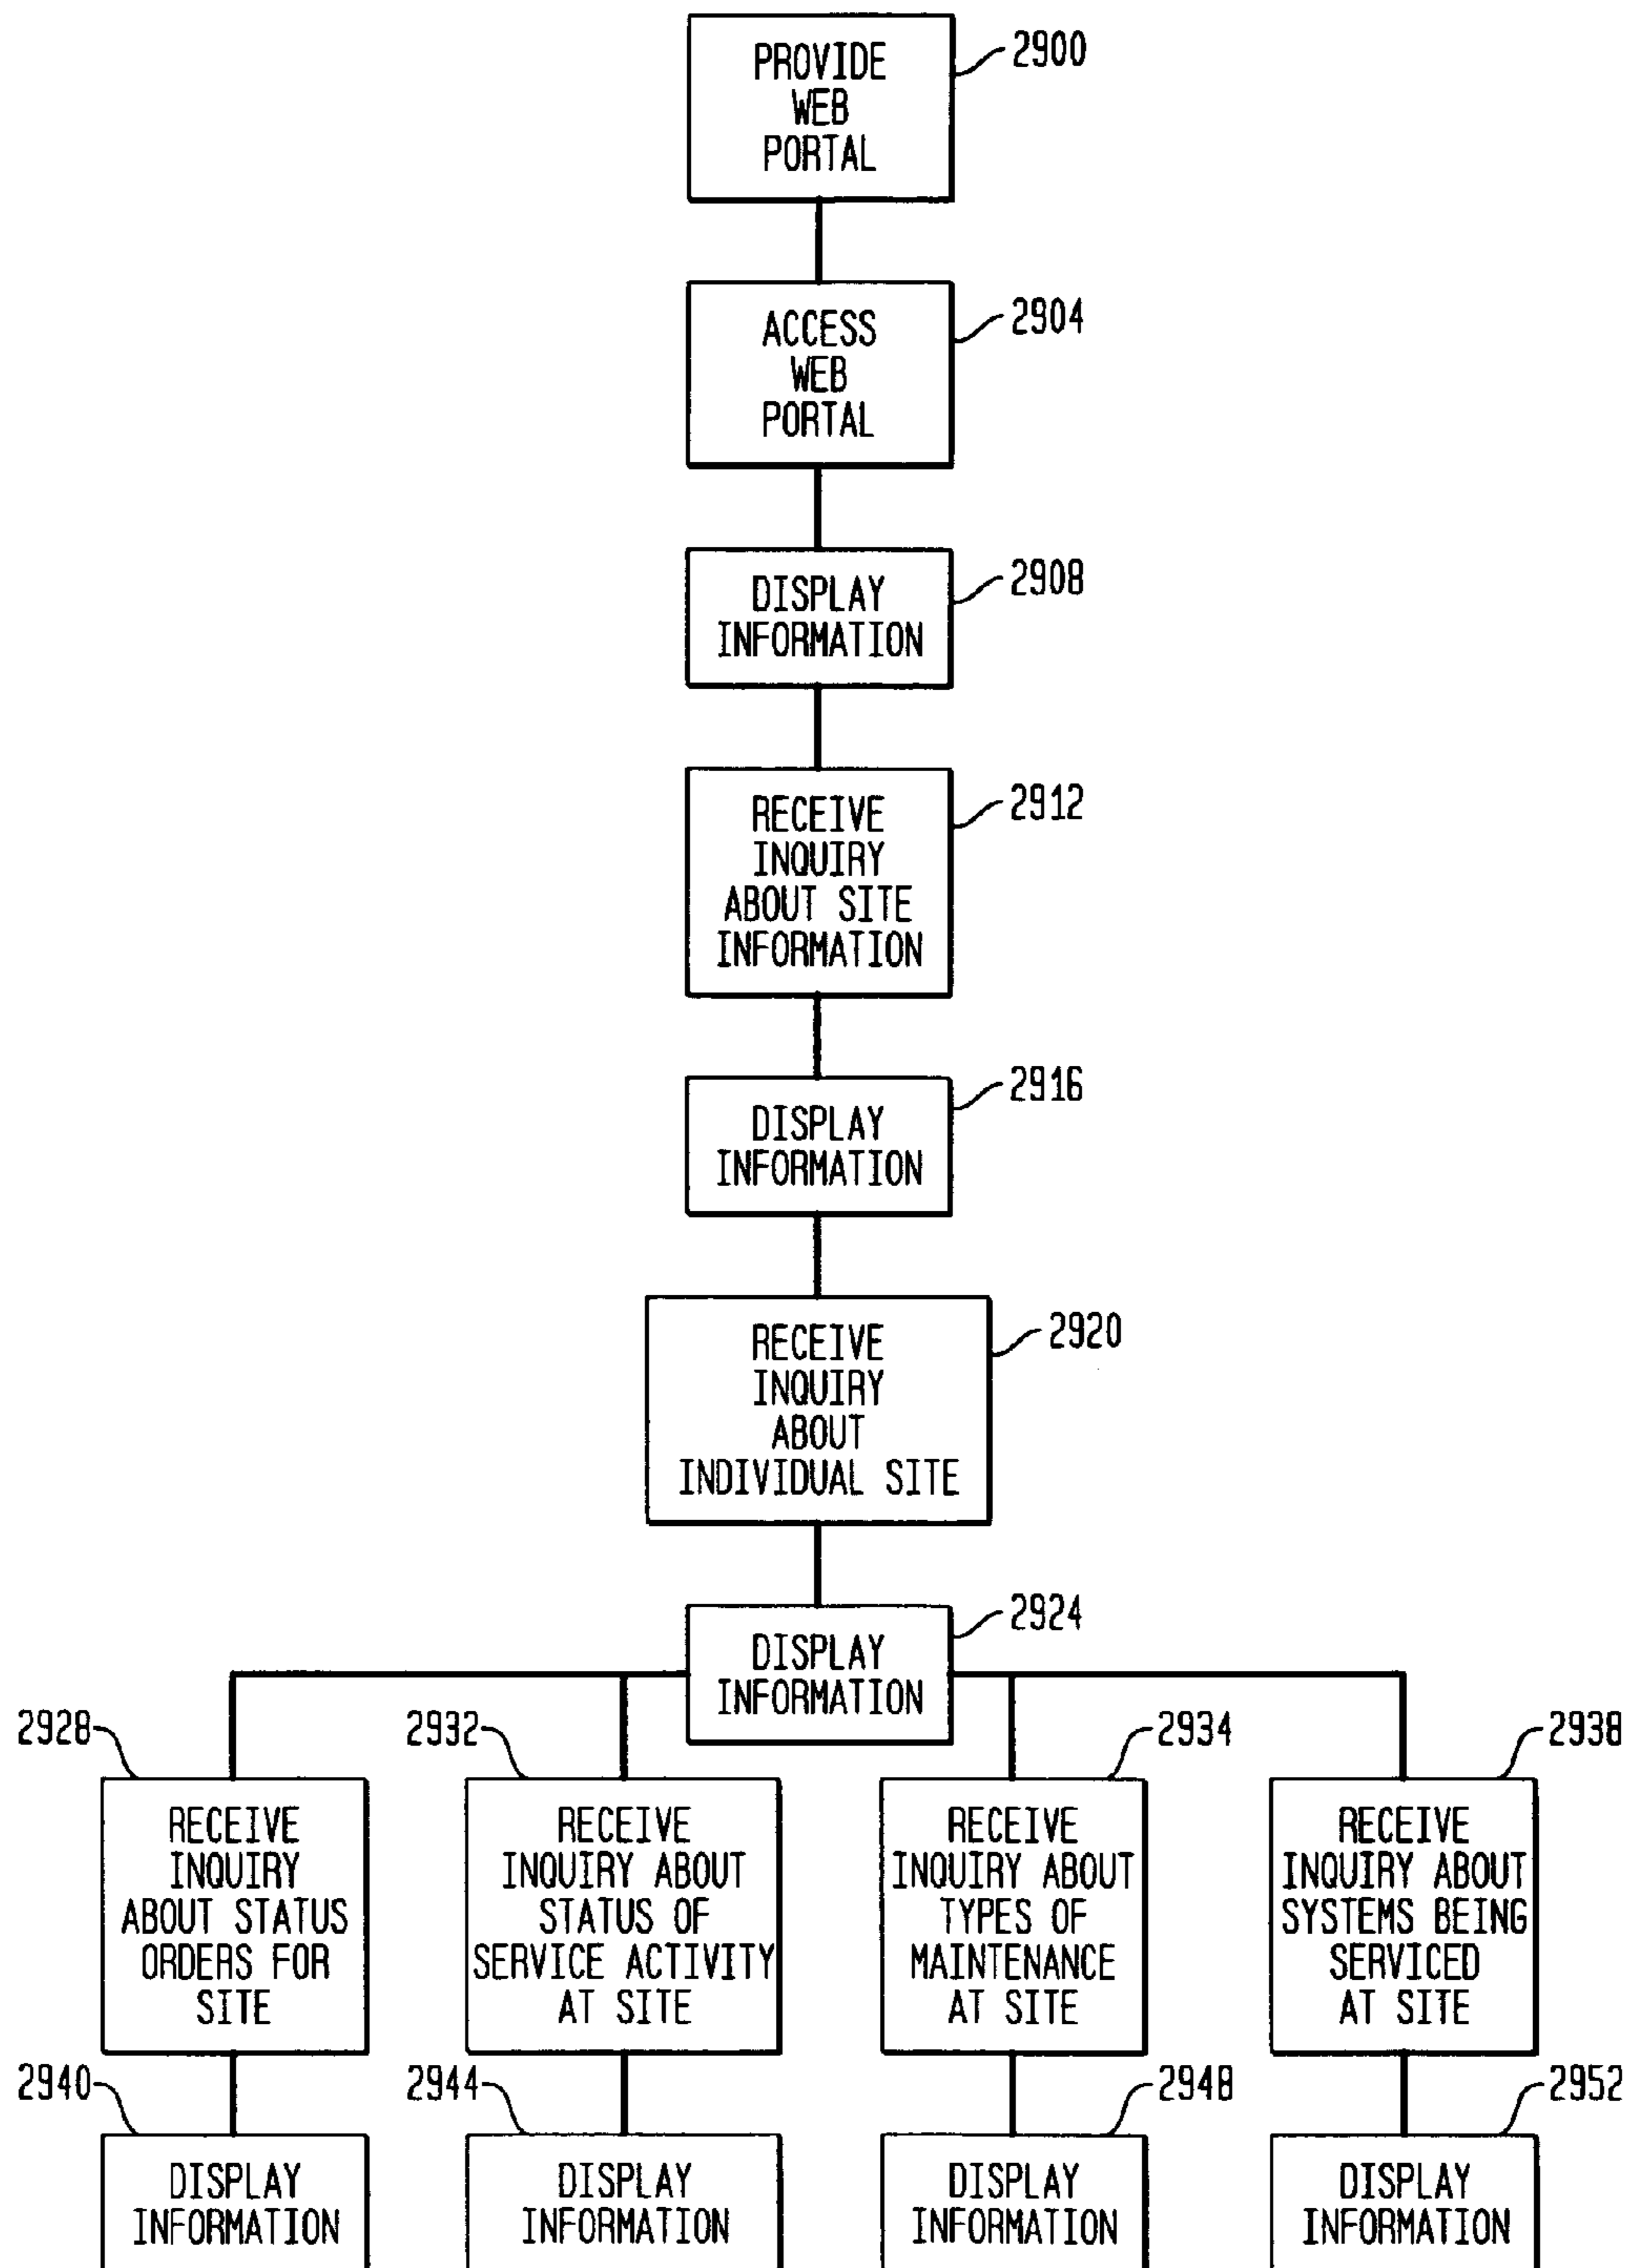 PROVIDE
WEB
PORTAL
2900
ACCESS
WEB
PORTAL
2904
DISPLAY
INFORMATION
2908
RECEIVE
INQUIRY
ABOUT SITE
INFORMATION
2912
DISPLAY
INFORMATION
2916
RECEIVE
INQUIRY
ABOUT
INDIVIDUAL SITE
2920
DISPLAY
INFORMATION
2924
2928
RECEIVE
INQUIRY
ABOUT STATUS
ORDERS FOR
SITE
2932
RECEIVE
INQUIRY ABOUT
STATUS OF
SERVICE ACTIVITY
AT SITE
2934
RECEIVE
INQUIRY ABOUT
TYPES OF
MAINTENANCE
AT SITE
2938
RECEIVE
INQUIRY ABOUT
SYSTEMS BEING
SERVICED
AT SITE
2940
DISPLAY
INFORMATION
2944
DISPLAY
INFORMATION
2948
DISPLAY
INFORMATION
2952
DISPLAY
INFORMATION